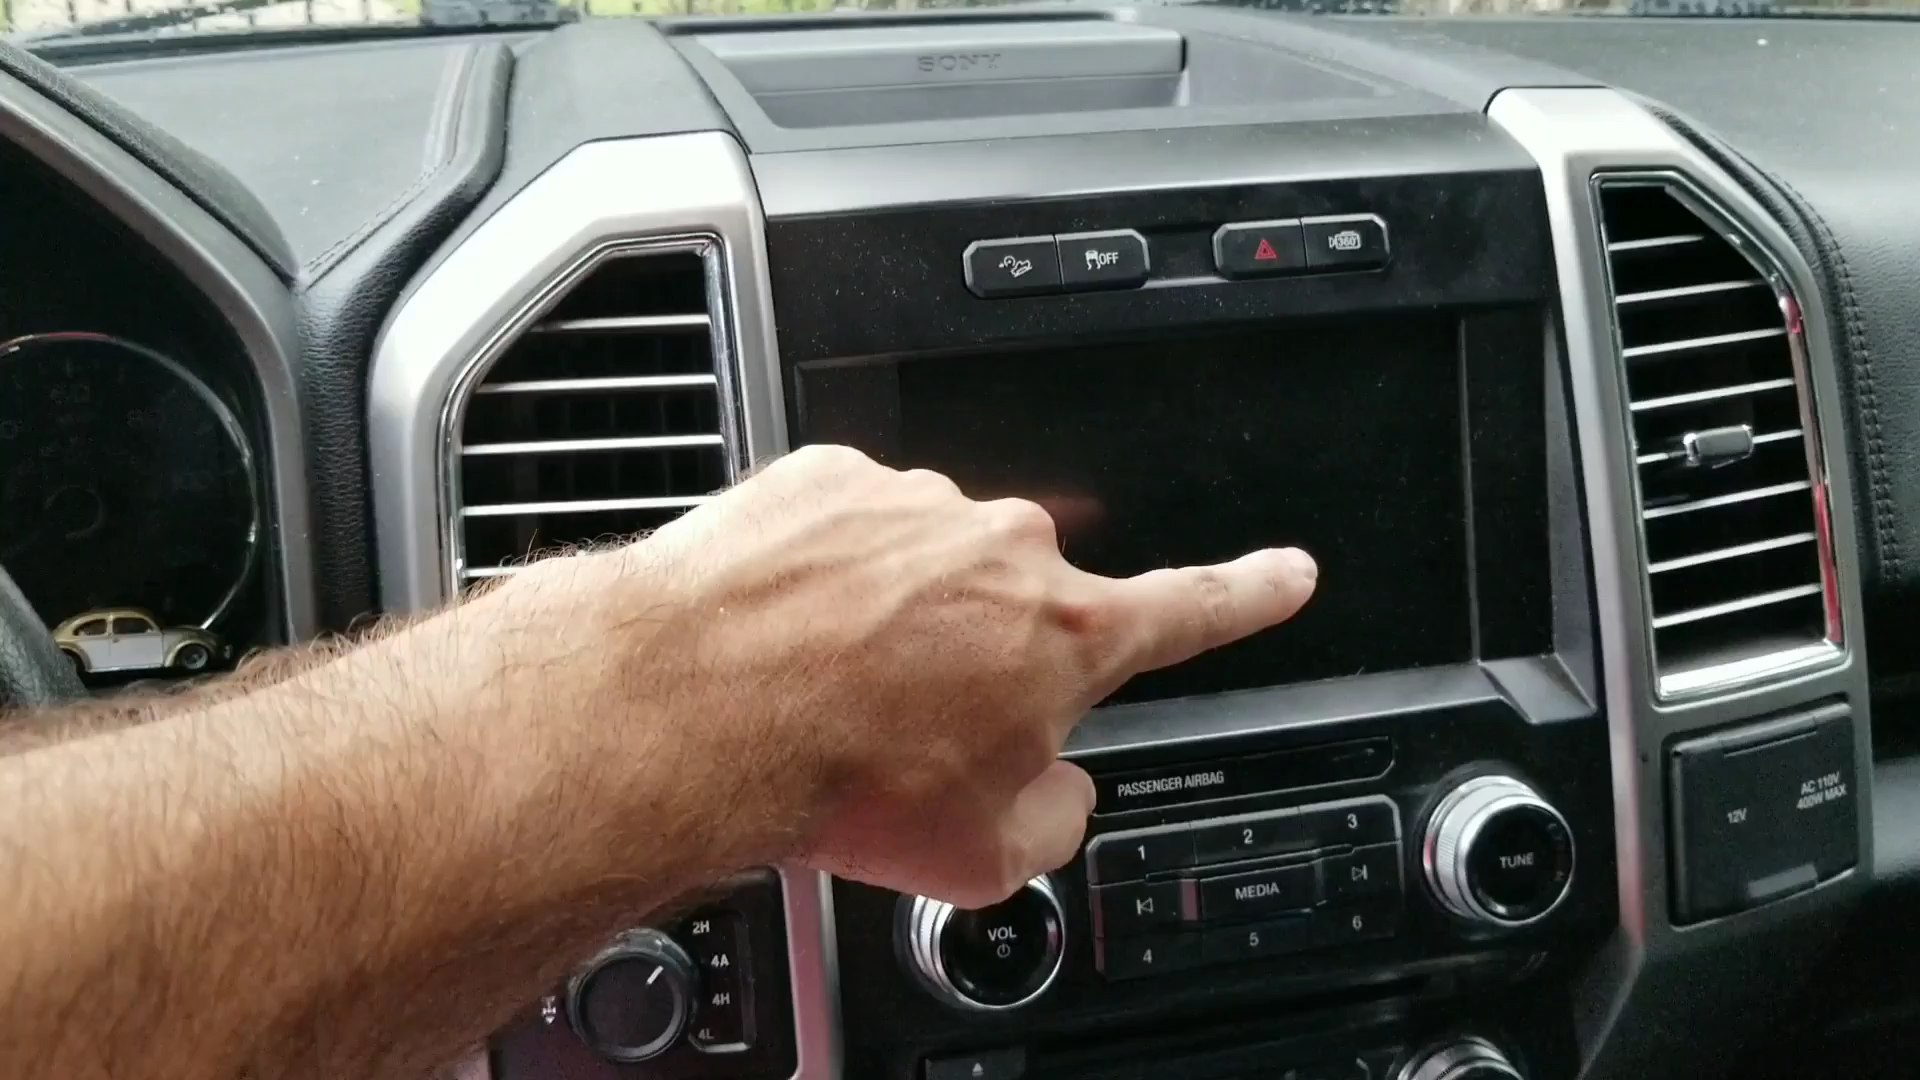 SONY
OFF
360
PASSENGER AIRBAG
1
2
3
MEDIA
4
5
6
VOL
TUNE
12V
AC 110V
400W MAX
2H
4A
4H
4L